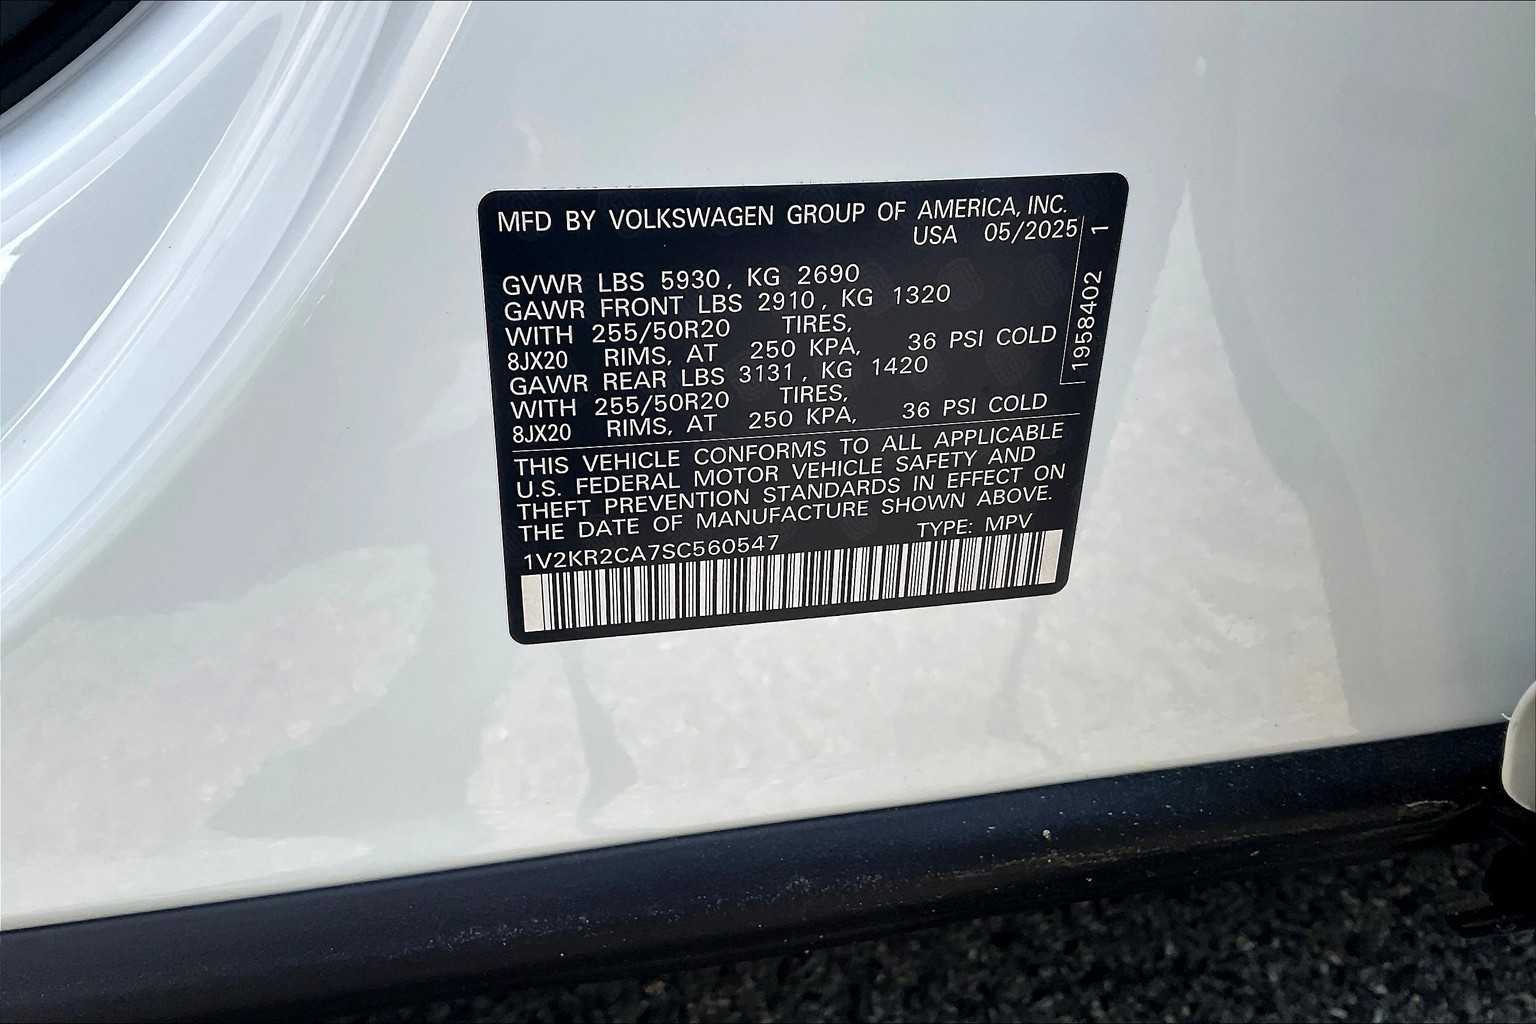 MFD BY VOLKSWAGEN GROUP OF AMERICA, INC.
USA 05/2025
GVWR LBS 5930, KG 2690
GAWR FRONT LBS 2910, KG 1320
WITH 255/50R20 TIRES,
8JX20 RIMS, AT 250 KPA, 36 PSI COLD
GAWR REAR LBS 3131, KG 1420
WITH 255/50R20 TIRES,
8JX20 RIMS, AT 250 KPA, 36 PSI COLD
THIS VEHICLE CONFORMS TO ALL APPLICABLE
U.S. FEDERAL MOTOR VEHICLE SAFETY AND
THEFT PREVENTION STANDARDS IN EFFECT ON
THE DATE OF MANUFACTURE SHOWN ABOVE.
1V2KR2CA7SC560547 TYPE: MPV
1958402 1